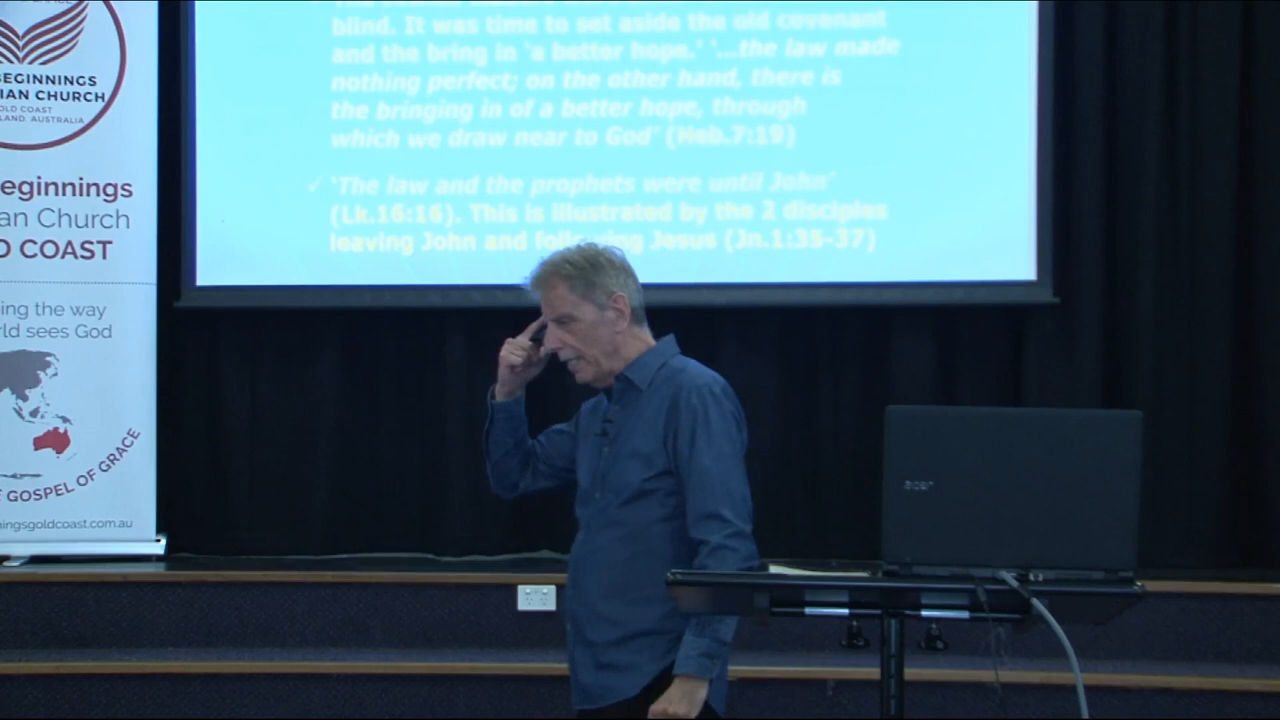 EGINNINGS
IAN CHURCH
OLD COAST
LAND, AUSTRALIA
eginnings
an Church
D COAST
ing the way
rld sees God
GOSPEL OF GRACE
ningsgoldcoast.com.au
blind. It was time to set aside the old covenant
and the bring in 'a better hope.' '...the law made
nothing perfect; on the other hand, there is
the bringing in of a better hope, through
which we draw near to God' (Heb.7:19)
✓ 'The law and the prophets were until John'
(Lk.16:16). This is illustrated by the 2 disciples
leaving John and following Jesus (Jn.1:35-37)
acer